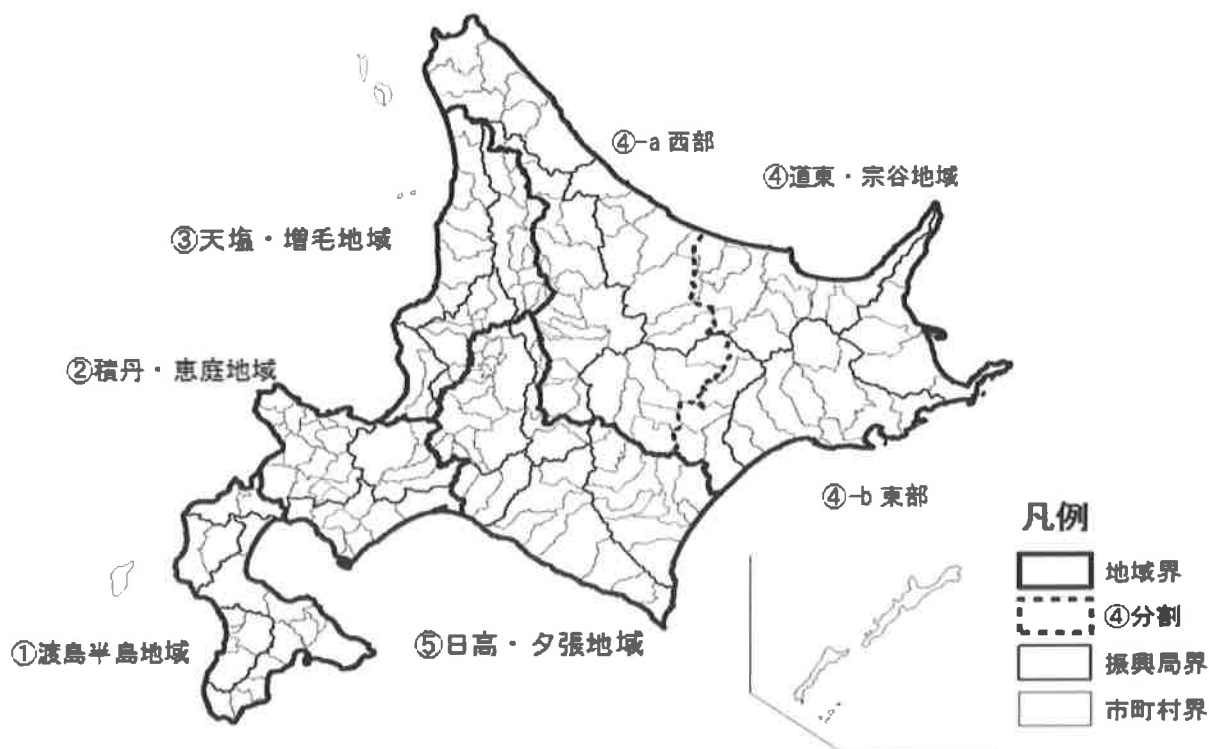 ④-a 西部
④道東・宗谷地域
③天塩・増毛地域
②積丹・恵庭地域
④-b 東部
①渡島半島地域
⑤日高・夕張地域
凡例
地域界
④分割
振興局界
市町村界